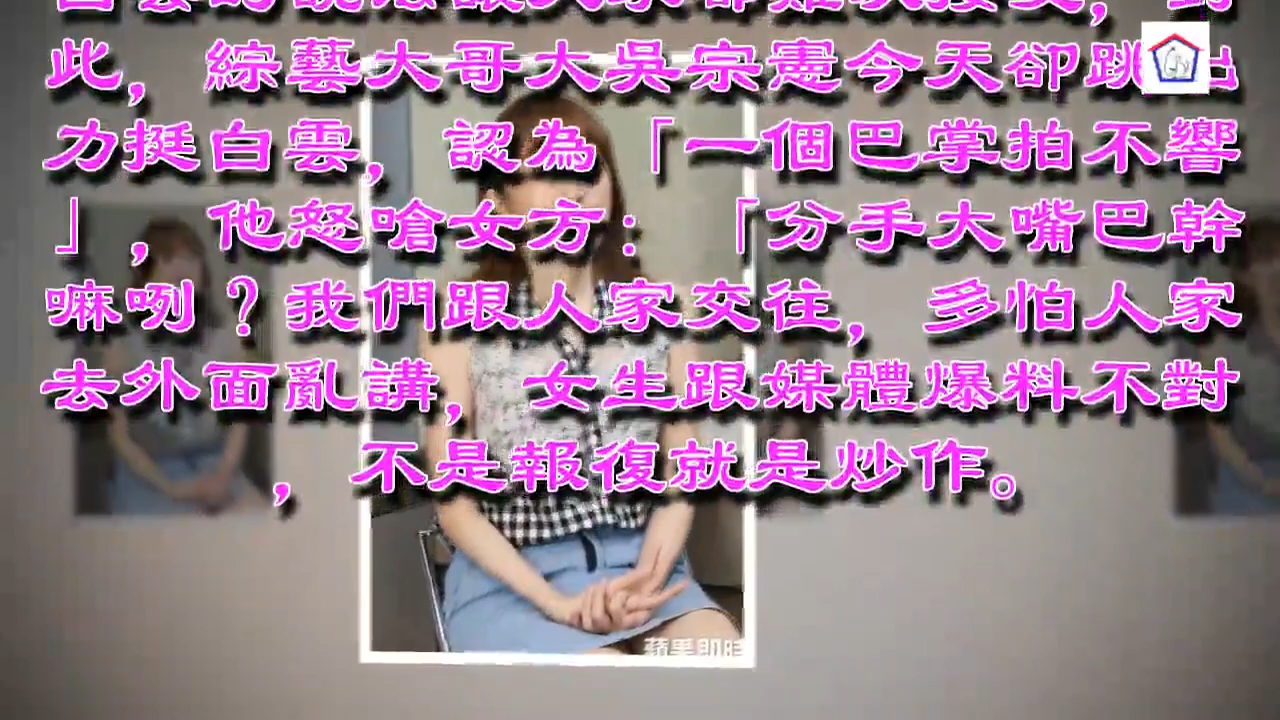 此，綜藝大哥大吳宗憲今天卻跳出
力挺白雲，認為「一個巴掌拍不響
」，他怒嗆女方：「分手大嘴巴幹
嘛咧？我們跟人家交往，多怕人家
去外面亂講，女生跟媒體爆料不對
，不是報復就是炒作。
蘋果即時